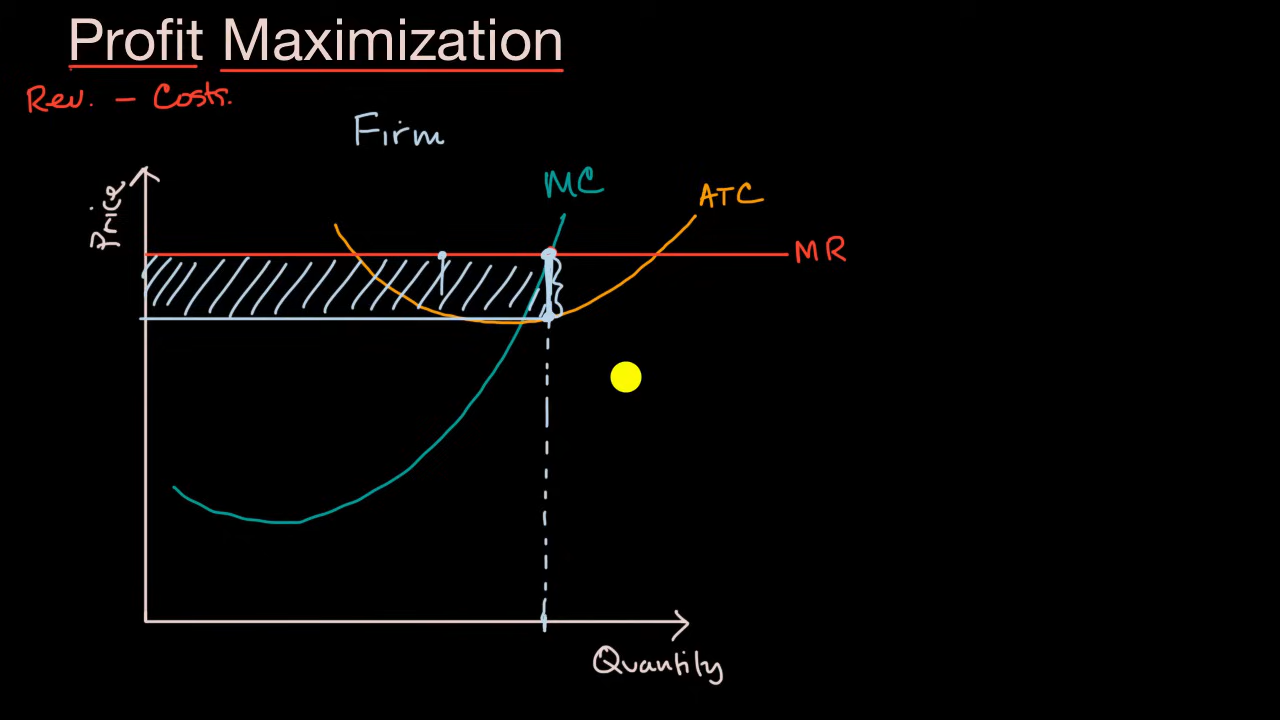 Profit Maximization
Rev. - Costs.
Firm
MC
ATC
Price
MR
Quantity